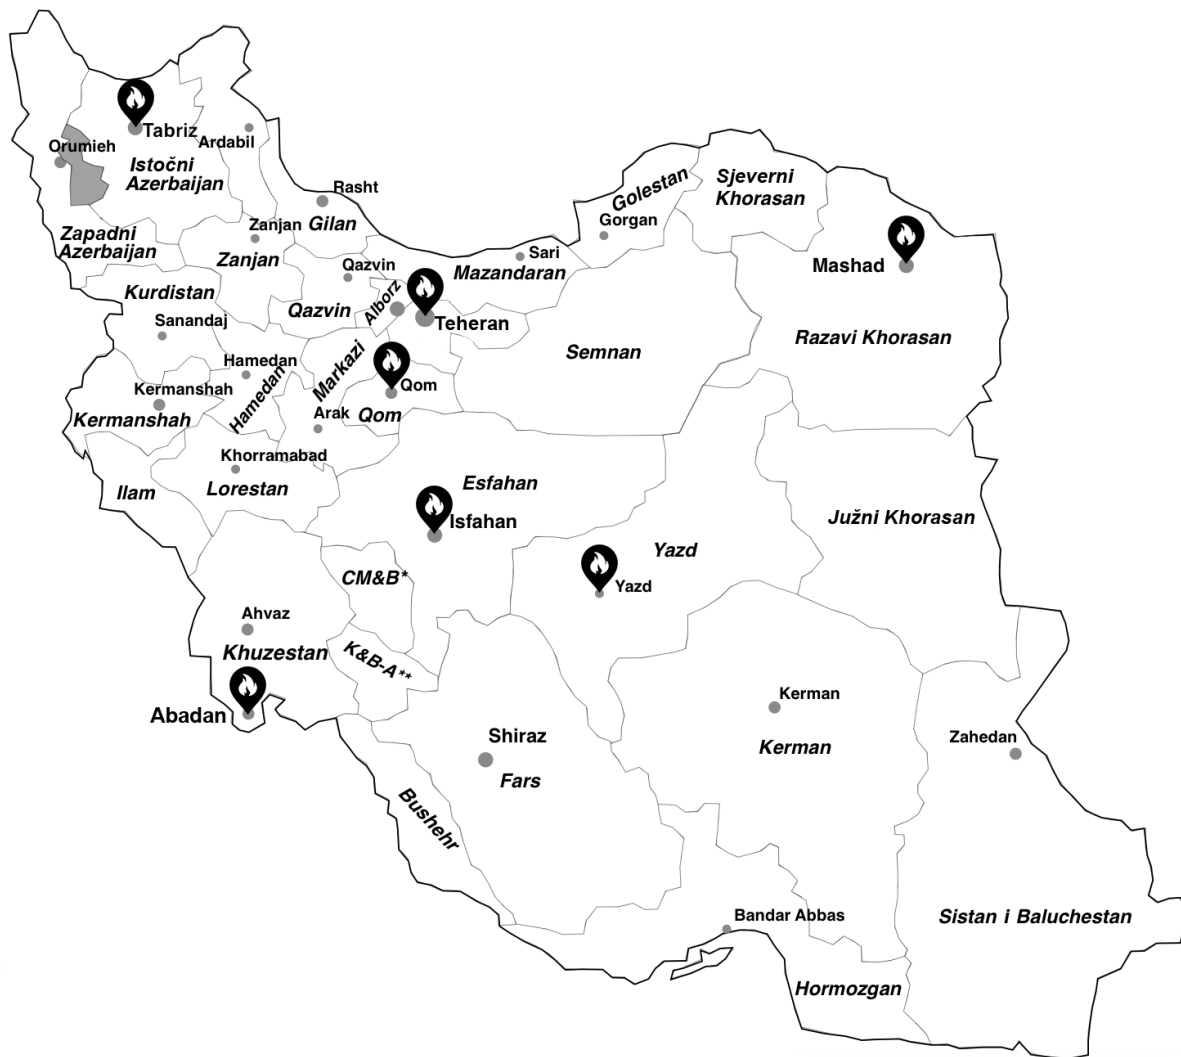 Tabriz
Ardabil
Orumieh
Istočni
Azerbaijan
Rasht
Gilan
Zapadni
Azerbaijan
Zanjan
Zanjan
Golestan
Gorgan
Sjeverni
Khorasan
Sari
Mazandaran
Mashad
Qazvin
Qazvin
Alborz
Kurdistan
Sanandaj
Teheran
Semnan
Razavi Khorasan
Hamedan
Hamedan
Markazi
Kermanshah
Kermanshah
Qom
Qom
Arak
Khorramabad
Lorestan
Ilam
Esfahan
Isfahan
Južni Khorasan
Yazd
Yazd
CM&B*
K&B-A**
Ahvaz
Khuzestan
Abadan
Shiraz
Fars
Bushehr
Kerman
Kerman
Zahedan
Bandar Abbas
Sistan i Baluchestan
Hormozgan